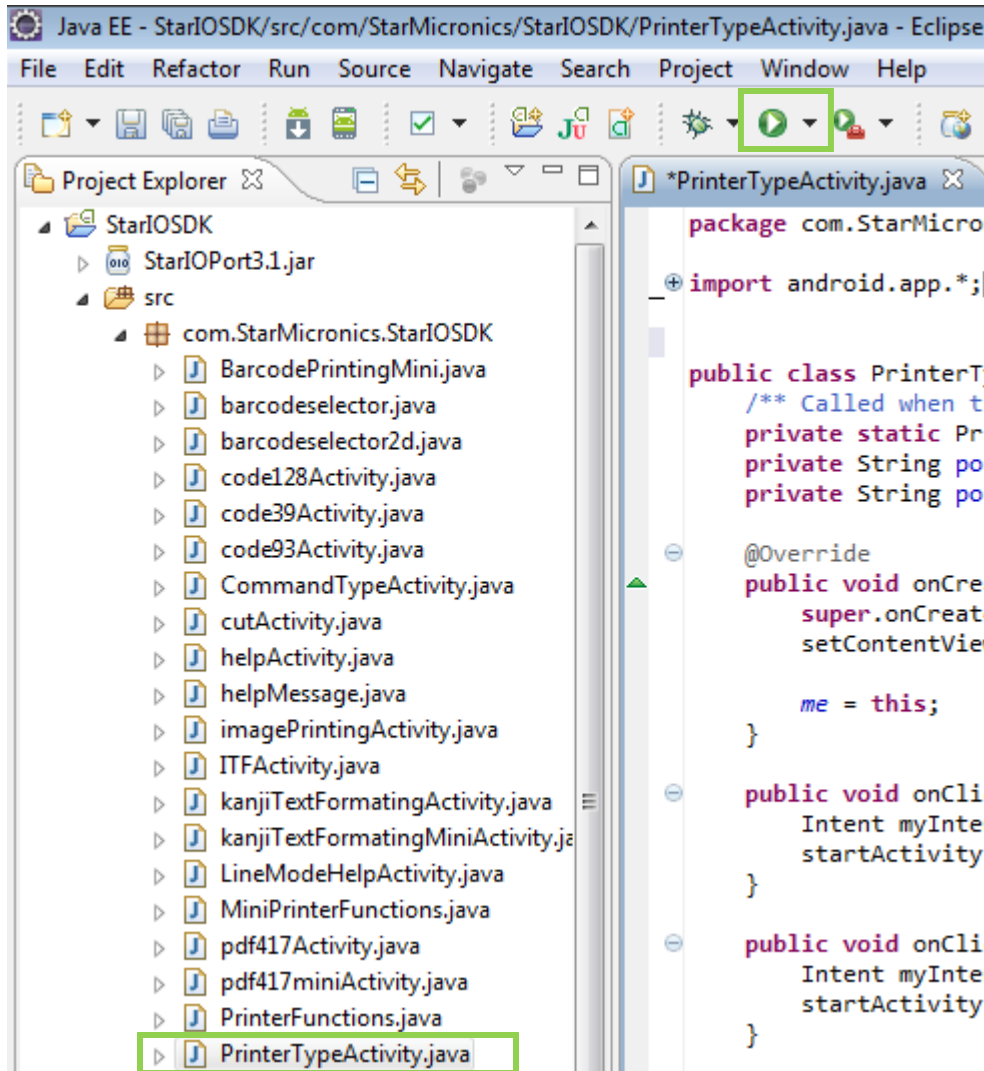 Java EE - StarIOSDK/src/com/StarMicronics/StarIOSDK/PrinterTypeActivity.java - Eclipse
File Edit Refactor Run Source Navigate Search Project Window Help
Project Explorer
StarIOSDK
StarIOPort3.1.jar
src
com.StarMicronics.StarIOSDK
BarcodePrintingMini.java
barcodeselector.java
barcodeselector2d.java
code128Activity.java
code39Activity.java
code93Activity.java
CommandTypeActivity.java
cutActivity.java
helpActivity.java
helpMessage.java
imagePrintingActivity.java
ITFActivity.java
kanjiTextFormatingActivity.java
kanjiTextFormatingMiniActivity.ja
LineModeHelpActivity.java
MiniPrinterFunctions.java
pdf417Activity.java
pdf417miniActivity.java
PrinterFunctions.java
PrinterTypeActivity.java
*PrinterTypeActivity.java
package com.StarMicro
import android.app.*;
public class PrinterTy
/** Called when t
private static Pr
private String po
private String po
@Override
public void onCre
super.onCreate
setContentView
me = this;
}
public void onCli
Intent myInte
startActivity
}
public void onCli
Intent myInte
startActivity
}